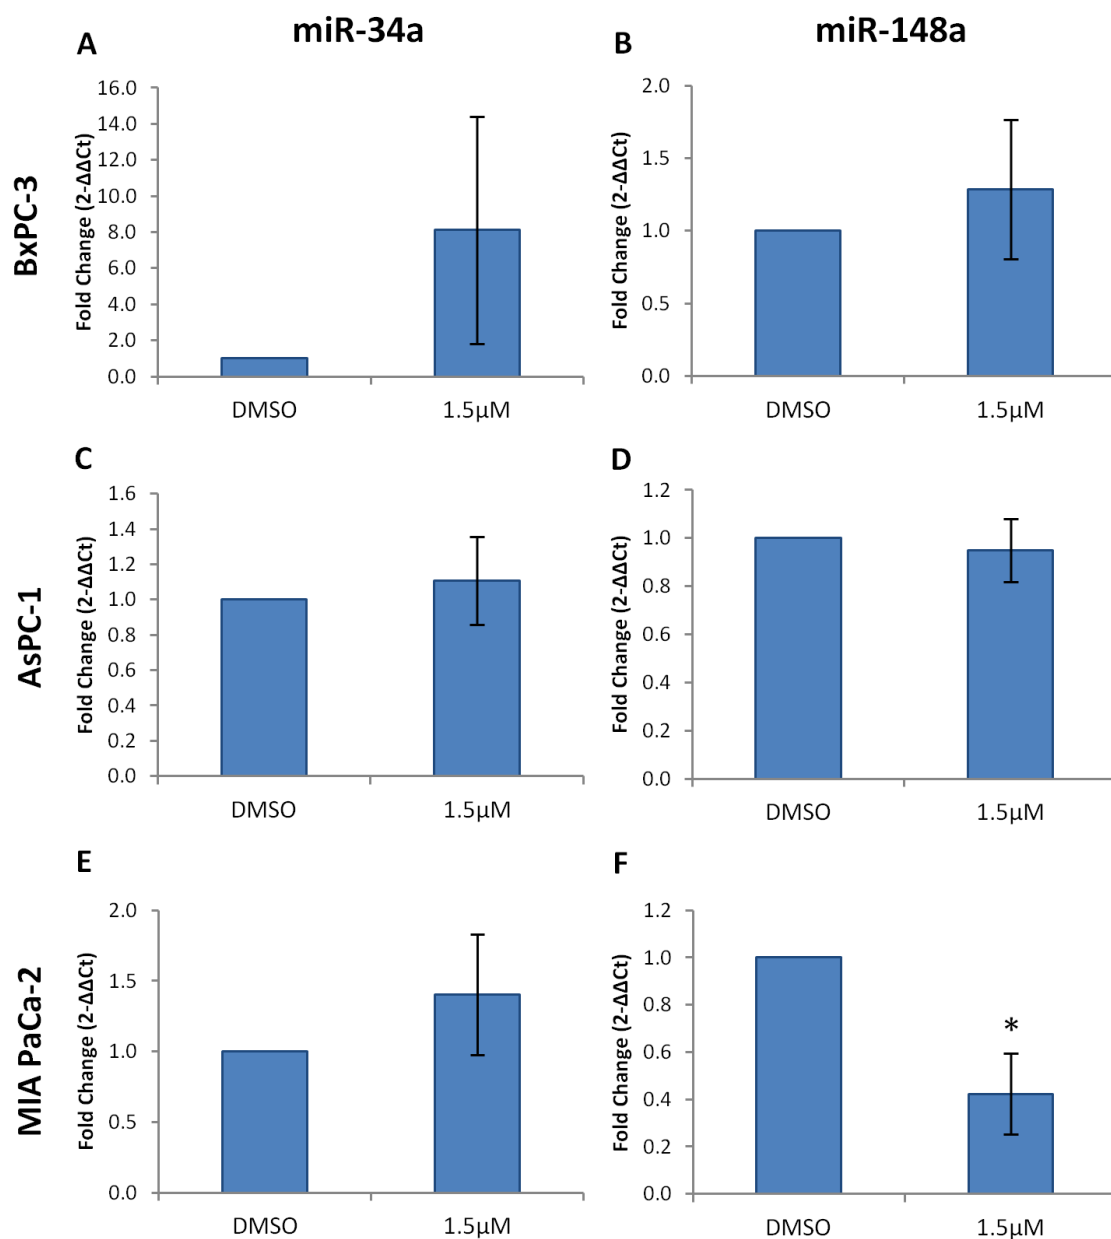 miR-34a
miR-148a
BxPC-3
A
Fold Change (2-ΔΔCt)
16.0
14.0
12.0
10.0
8.0
6.0
4.0
2.0
0.0
DMSO
1.5µM
B
Fold Change (2-ΔΔCt)
2.0
1.5
1.0
0.5
0.0
DMSO
1.5µM
AsPC-1
C
Fold Change (2-ΔΔCt)
1.6
1.4
1.2
1.0
0.8
0.6
0.4
0.2
0.0
DMSO
1.5µM
D
Fold Change (2-ΔΔCt)
1.2
1.0
0.8
0.6
0.4
0.2
0.0
DMSO
1.5µM
MIA PaCa-2
E
Fold Change (2-ΔΔCt)
2.0
1.5
1.0
0.5
0.0
DMSO
1.5µM
F
Fold Change (2-ΔΔCt)
1.2
1.0
0.8
0.6
0.4
0.2
0.0
*
DMSO
1.5µM